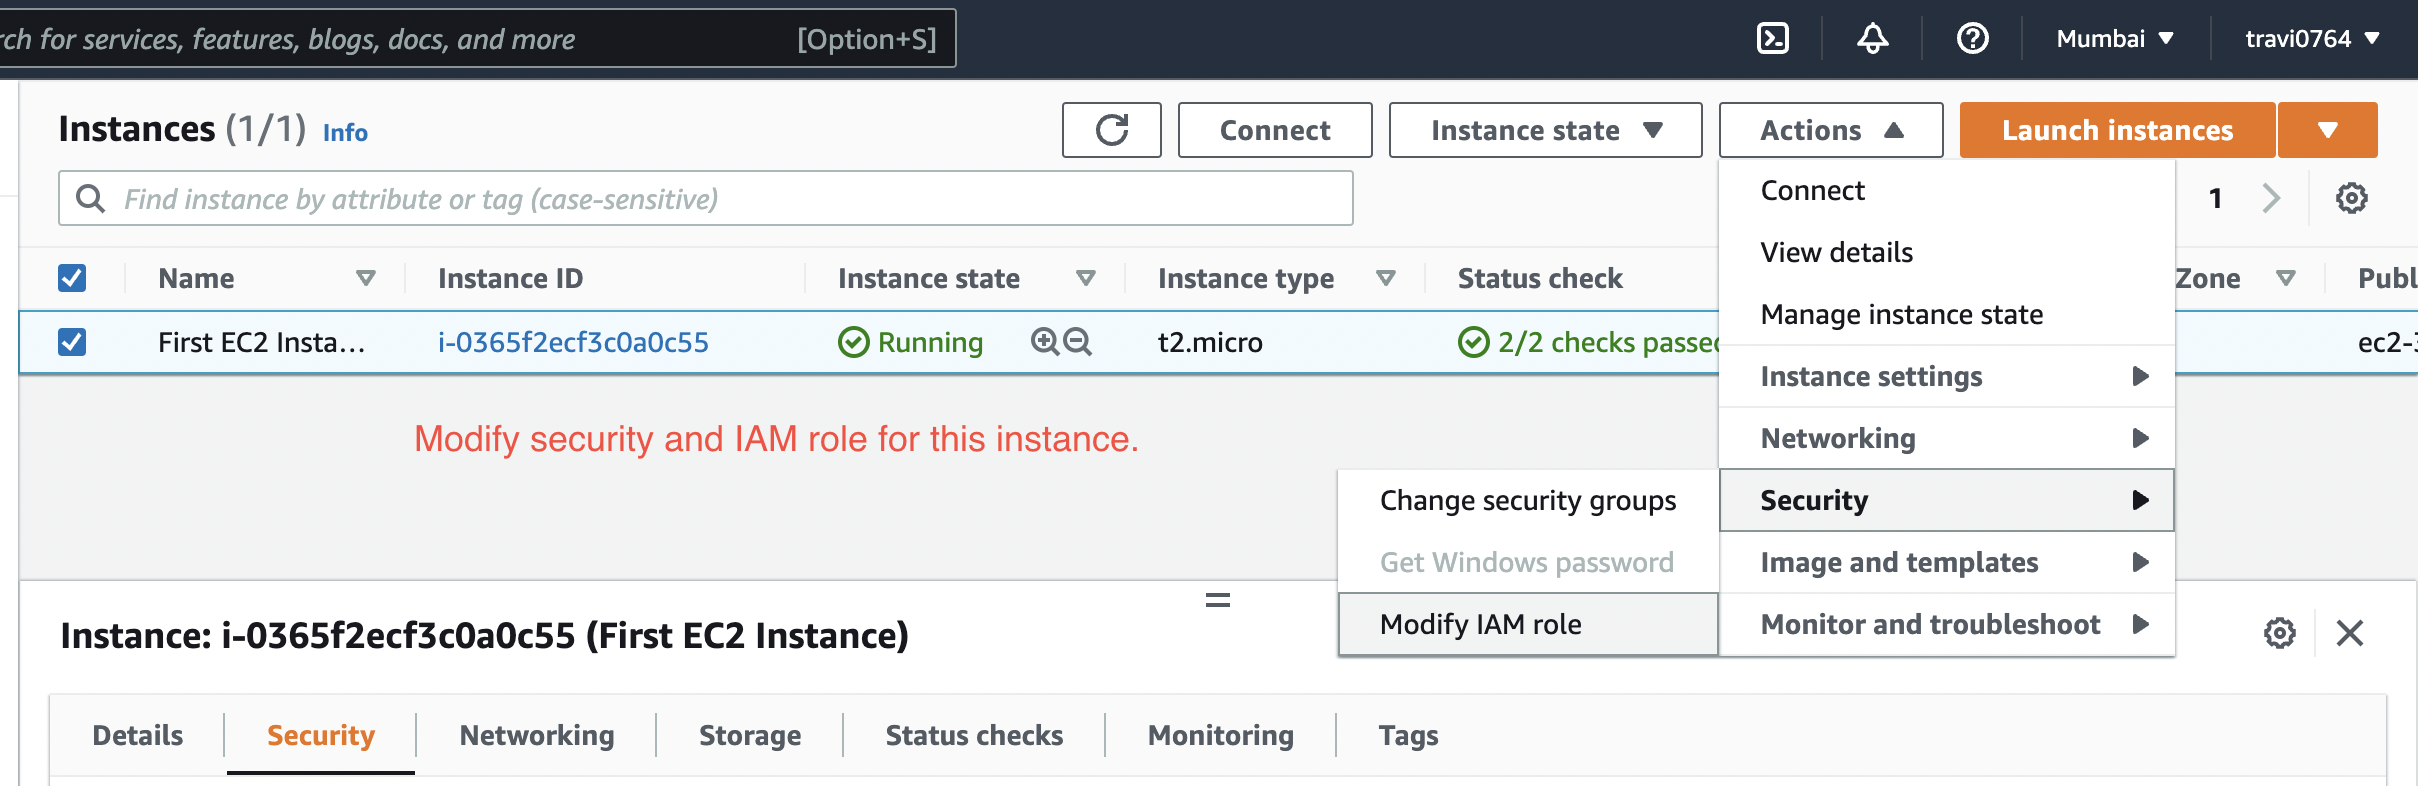 rch for services, features, blogs, docs, and more [Option+S] Mumbai travi0764
Instances (1/1) Info Connect Instance state Actions Launch instances
Find instance by attribute or tag (case-sensitive) 1
Connect
View details
Manage instance state
Instance settings
Networking
Security
Image and templates
Monitor and troubleshoot
Change security groups
Get Windows password
Modify IAM role
Name Instance ID Instance state Instance type Status check Zone Publ
First EC2 Insta... i-0365f2ecf3c0a0c55 Running t2.micro 2/2 checks passed ec2-3
Modify security and IAM role for this instance.
Instance: i-0365f2ecf3c0a0c55 (First EC2 Instance)
Details Security Networking Storage Status checks Monitoring Tags